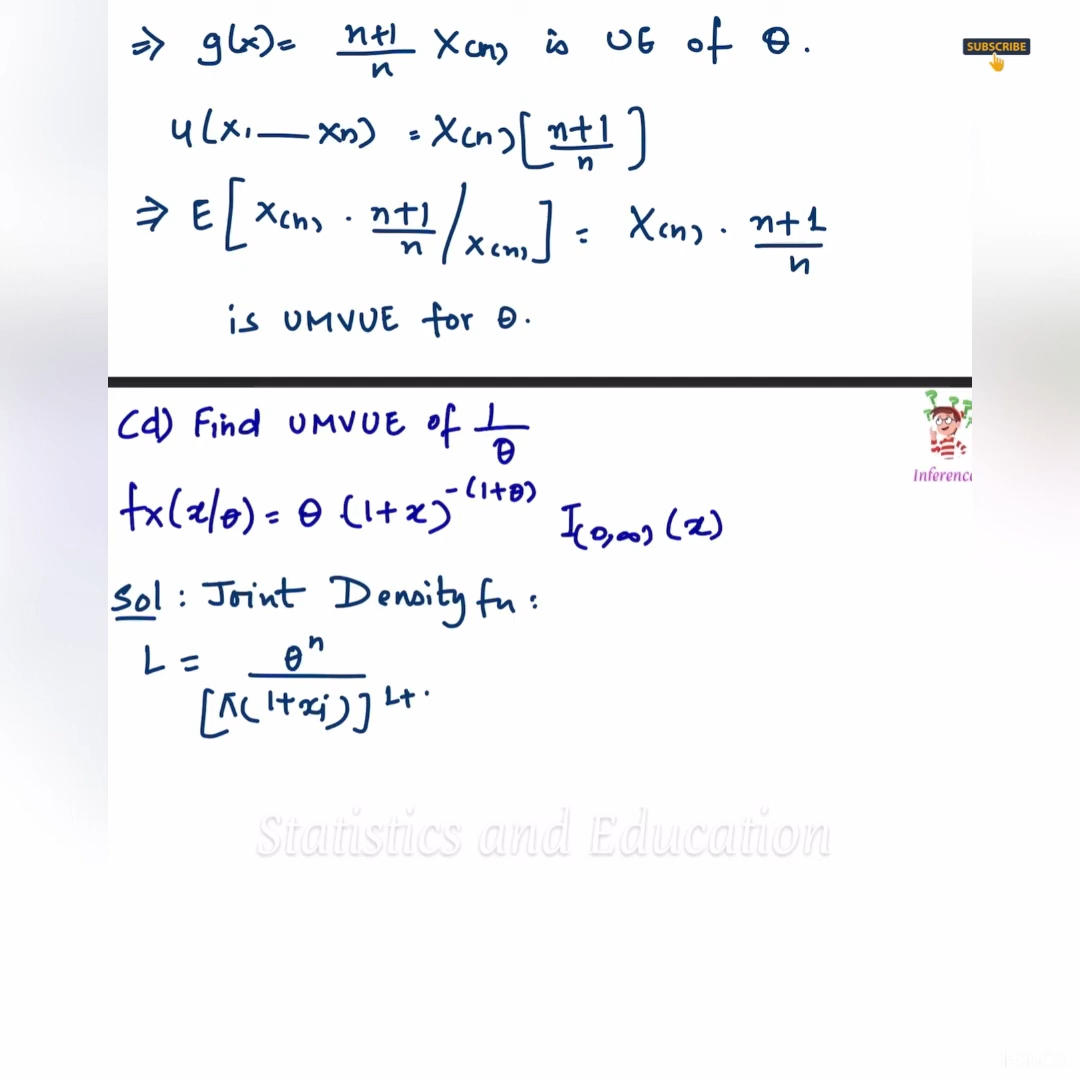 ⇒ g(x) = n+1/n X(n) is UE of θ.
SUBSCRIBE
u(x₁ — xn) = X(n) [n+1/n]
⇒ E[X(n) · n+1/n / X(n)] = X(n) · n+1/n
is UMVUE for θ.
(d) Find UMVUE of 1/θ
fx(x/θ) = θ (1+x)^-(1+θ) I(0,∞) (x)
Inference
Sol : Joint Density fn :
L = θ^n / [π(1+xi)]^1+
Statistics and Education